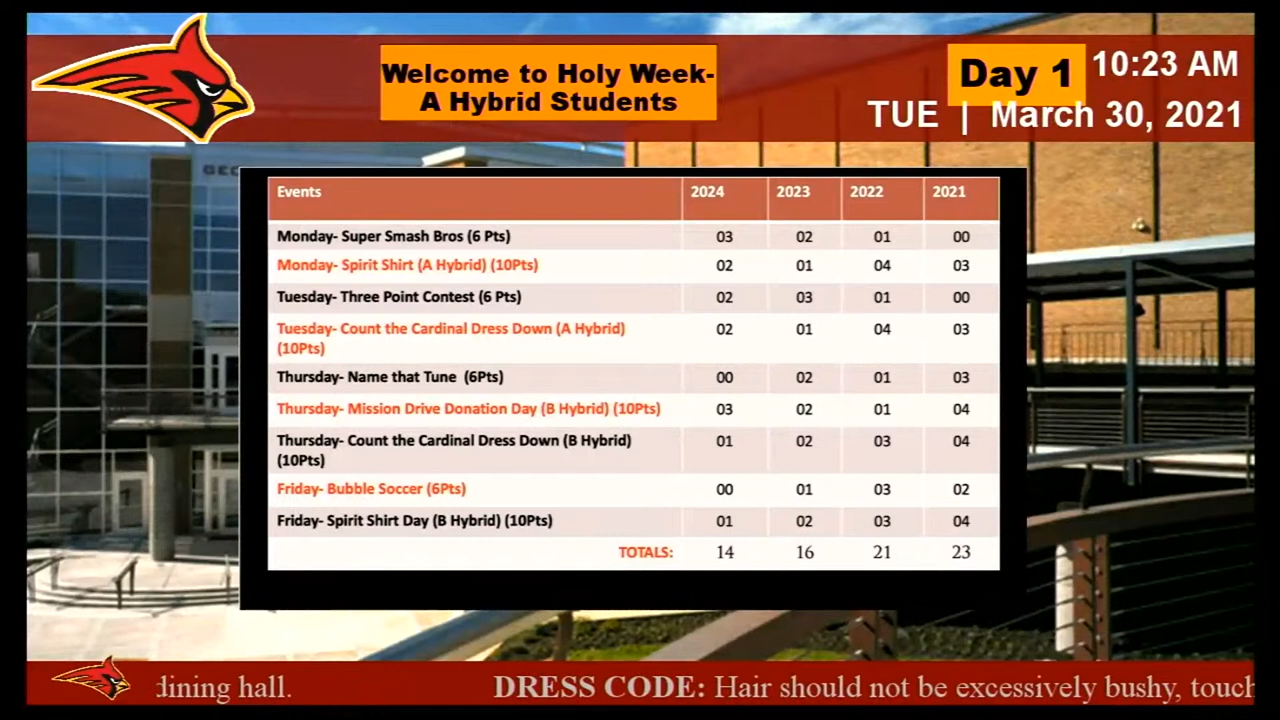 Welcome to Holy Week-
A Hybrid Students
Day 1
10:23 AM
TUE | March 30, 2021
Events 2024 2023 2022 2021
Monday- Super Smash Bros (6 Pts) 03 02 01 00
Monday- Spirit Shirt (A Hybrid) (10Pts) 02 01 04 03
Tuesday- Three Point Contest (6 Pts) 02 03 01 00
Tuesday- Count the Cardinal Dress Down (A Hybrid)
(10Pts) 02 01 04 03
Thursday- Name that Tune (6Pts) 00 02 01 03
Thursday- Mission Drive Donation Day (B Hybrid) (10Pts) 03 02 01 04
Thursday- Count the Cardinal Dress Down (B Hybrid)
(10Pts) 01 02 03 04
Friday- Bubble Soccer (6Pts) 00 01 03 02
Friday- Spirit Shirt Day (B Hybrid) (10Pts) 01 02 03 04
TOTALS: 14 16 21 23
dining hall. DRESS CODE: Hair should not be excessively bushy, touch